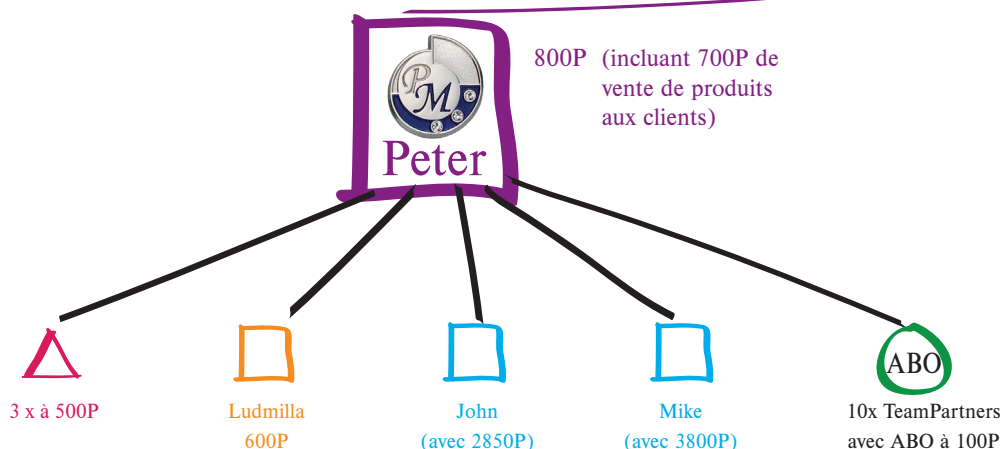 800P (incluant 700P de
vente de produits
aux clients)
PM
Peter
3 x à 500P
Ludmilla
600P
John
(avec 2850P)
Mike
(avec 3800P)
ABO
10x TeamPartners
avec ABO à 100P